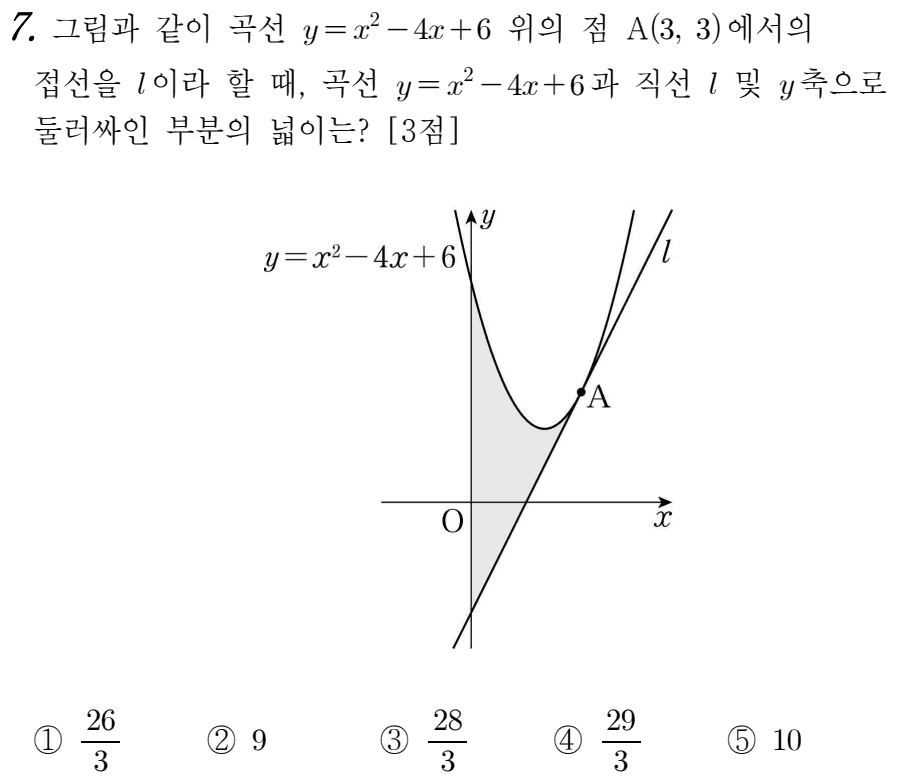 7. 그림과 같이 곡선 y=x²−4x+6 위의 점 A(3, 3)에서의
접선을 l이라 할 때, 곡선 y=x²−4x+6과 직선 l 및 y축으로
둘러싸인 부분의 넓이는? [3점]
y
y=x²−4x+6
l
A
O
x
① 26/3 ② 9 ③ 28/3 ④ 29/3 ⑤ 10